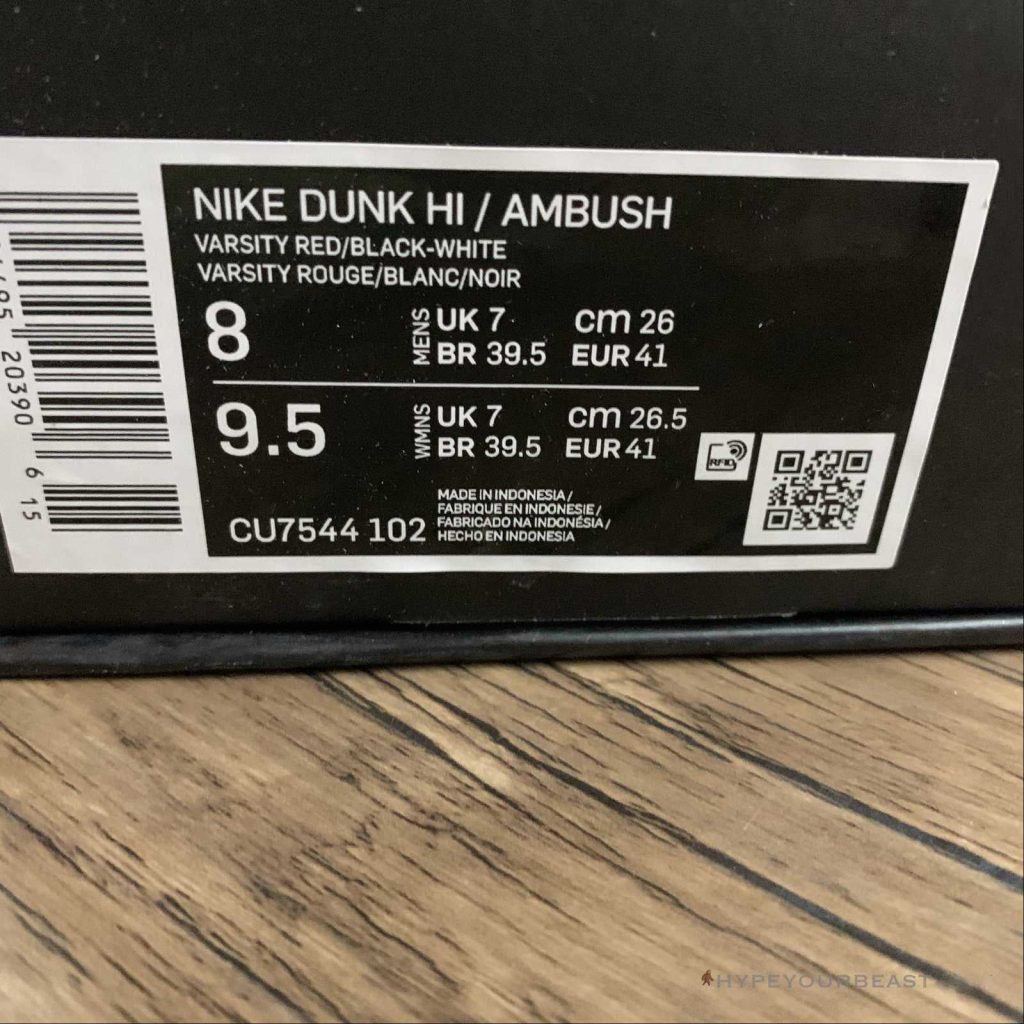 NIKE DUNK HI / AMBUSH
VARSITY RED/BLACK-WHITE
VARSITY ROUGE/BLANC/NOIR
8
MENS
UK 7 cm 26
BR 39.5 EUR 41
9.5
WMNS
UK 7 cm 26.5
BR 39.5 EUR 41
RFID
MADE IN INDONESIA /
FABRIQUE EN INDONESIE /
FABRICADO NA INDONÉSIA /
HECHO EN INDONESIA
CU7544 102
20390 6 15
HYPEYOURBEAST